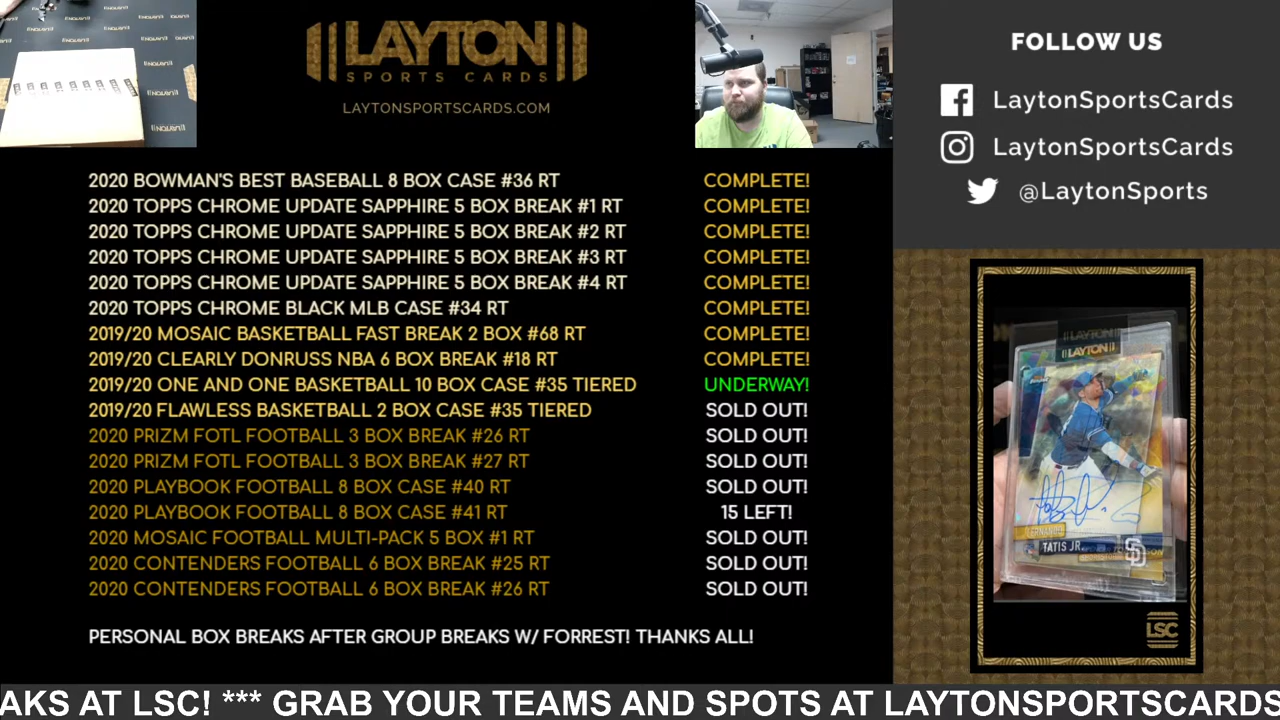 LAYTON
SPORTS CARDS
LAYTONSPORTSCARDS.COM
FOLLOW US
LaytonSportsCards
LaytonSportsCards
@LaytonSports
2020 BOWMAN'S BEST BASEBALL 8 BOX CASE #36 RT COMPLETE!
2020 TOPPS CHROME UPDATE SAPPHIRE 5 BOX BREAK #1 RT COMPLETE!
2020 TOPPS CHROME UPDATE SAPPHIRE 5 BOX BREAK #2 RT COMPLETE!
2020 TOPPS CHROME UPDATE SAPPHIRE 5 BOX BREAK #3 RT COMPLETE!
2020 TOPPS CHROME UPDATE SAPPHIRE 5 BOX BREAK #4 RT COMPLETE!
2020 TOPPS CHROME BLACK MLB CASE #34 RT COMPLETE!
2019/20 MOSAIC BASKETBALL FAST BREAK 2 BOX #68 RT COMPLETE!
2019/20 CLEARLY DONRUSS NBA 6 BOX BREAK #18 RT COMPLETE!
2019/20 ONE AND ONE BASKETBALL 10 BOX CASE #35 TIERED UNDERWAY!
2019/20 FLAWLESS BASKETBALL 2 BOX CASE #35 TIERED SOLD OUT!
2020 PRIZM FOTL FOOTBALL 3 BOX BREAK #26 RT SOLD OUT!
2020 PRIZM FOTL FOOTBALL 3 BOX BREAK #27 RT SOLD OUT!
2020 PLAYBOOK FOOTBALL 8 BOX CASE #40 RT SOLD OUT!
2020 PLAYBOOK FOOTBALL 8 BOX CASE #41 RT 15 LEFT!
2020 MOSAIC FOOTBALL MULTI-PACK 5 BOX #1 RT SOLD OUT!
2020 CONTENDERS FOOTBALL 6 BOX BREAK #25 RT SOLD OUT!
2020 CONTENDERS FOOTBALL 6 BOX BREAK #26 RT SOLD OUT!
PERSONAL BOX BREAKS AFTER GROUP BREAKS W/ FORREST! THANKS ALL!
LAYTON
FERNANDO
TATIS JR.
SD
LSC
AKS AT LSC! *** GRAB YOUR TEAMS AND SPOTS AT LAYTONSPORTSCARDS